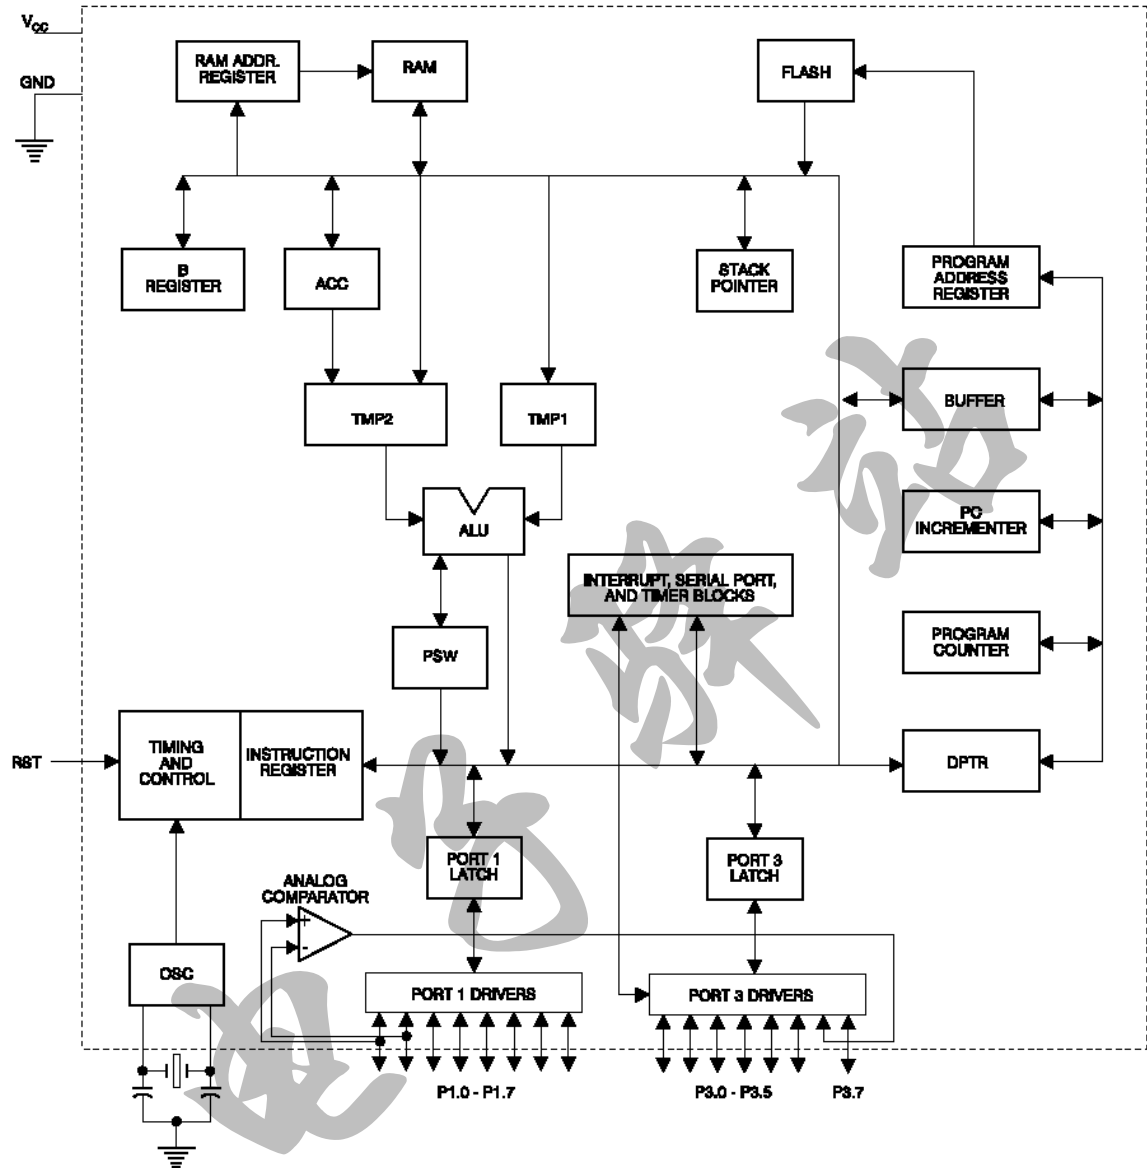 VCC
GND
RAM ADDR.
REGISTER
RAM
FLASH
B
REGISTER
ACC
STACK
POINTER
PROGRAM
ADDRESS
REGISTER
TMP2
TMP1
BUFFER
ALU
PC
INCREMENTER
INTERRUPT, SERIAL PORT,
AND TIMER BLOCKS
PSW
PROGRAM
COUNTER
RST
TIMING
AND
CONTROL
INSTRUCTION
REGISTER
DPTR
PORT 1
LATCH
PORT 3
LATCH
ANALOG
COMPARATOR
+
-
OSC
PORT 1 DRIVERS
PORT 3 DRIVERS
P1.0 - P1.7
P3.0 - P3.5
P3.7